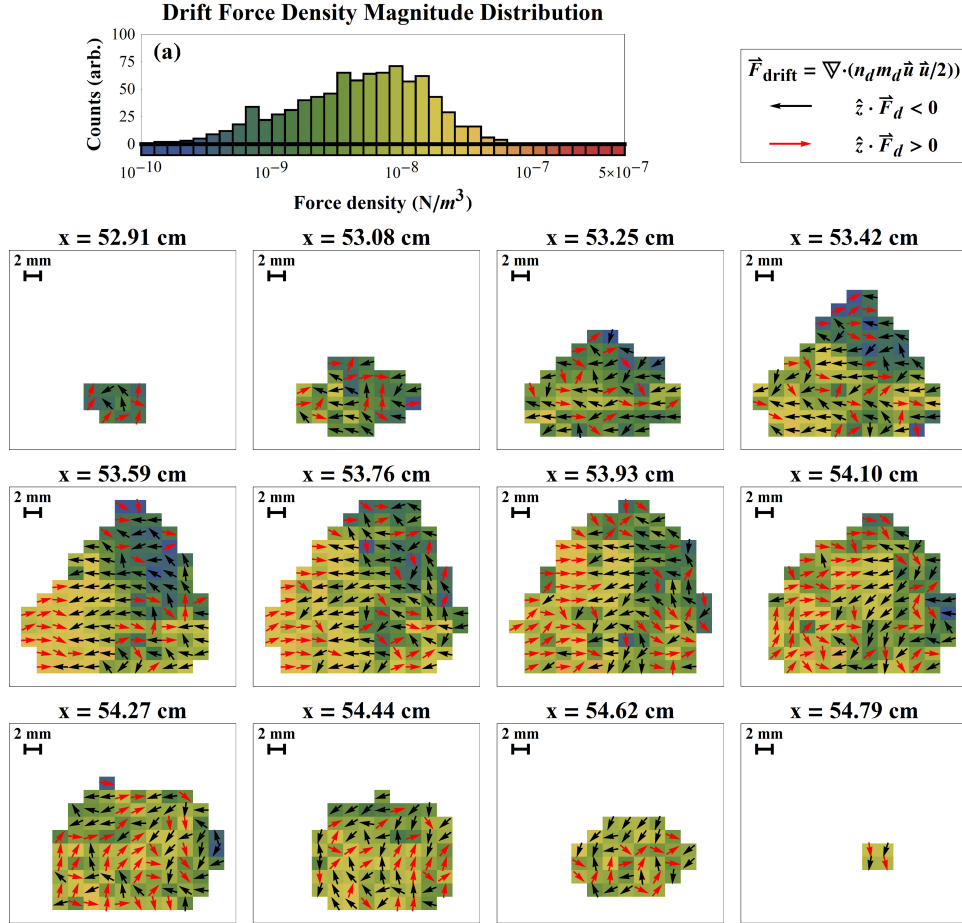 Drift Force Density Magnitude Distribution
(a)
Counts (arb.)
100
75
50
25
0
10⁻¹⁰ 10⁻⁹ 10⁻⁸ 10⁻⁷ 5×10⁻⁷
Force density (N/m³)
F⃗drift = ∇·(n_d m_d u⃗ u⃗/2))
ẑ · F⃗_d < 0
ẑ · F⃗_d > 0
x = 52.91 cm x = 53.08 cm x = 53.25 cm x = 53.42 cm
2 mm 2 mm 2 mm 2 mm
x = 53.59 cm x = 53.76 cm x = 53.93 cm x = 54.10 cm
2 mm 2 mm 2 mm 2 mm
x = 54.27 cm x = 54.44 cm x = 54.62 cm x = 54.79 cm
2 mm 2 mm 2 mm 2 mm